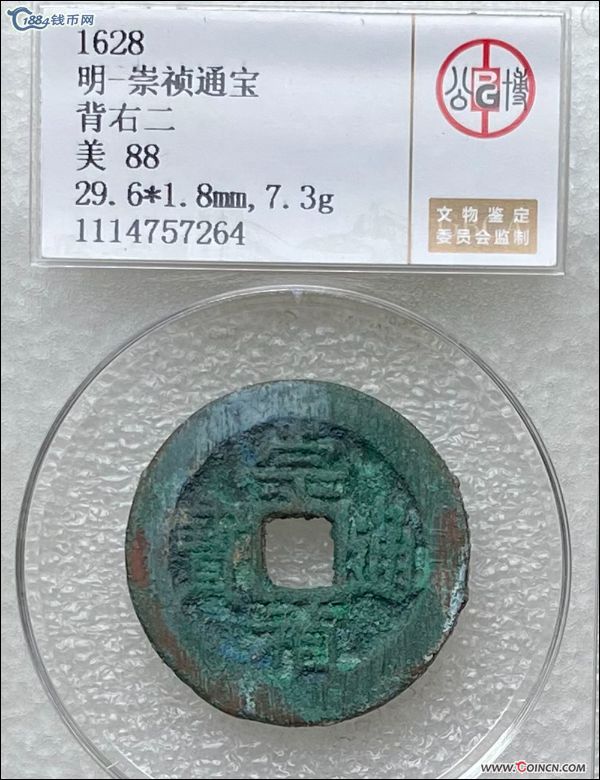 1884钱币网
1628
明-崇祯通宝
背右二
美 88
29.6*1.8mm,7.3g
1114757264
公博
PG
文物鉴定
委员会监制
崇
寶 通
禎
WWW.COINCN.COM